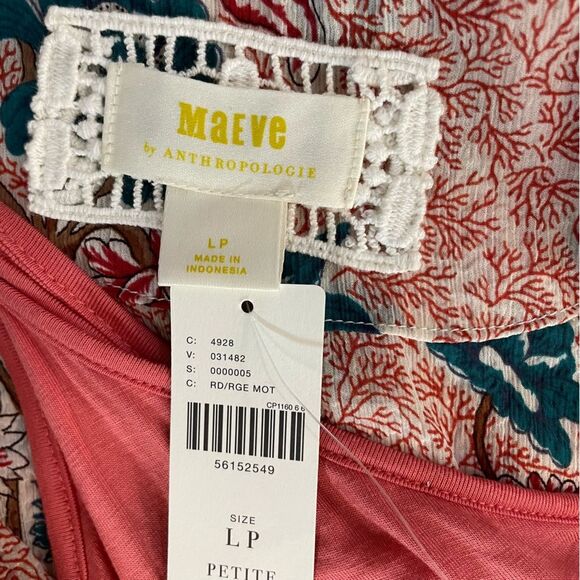 MaEVe
by ANTHROPOLOGIE
LP
MADE IN
INDONESIA
C: 4928
V: 031482
S: 0000005
C: RD/RGE MOT
CP1160 6 6
56152549
SIZE
LP
PETITE